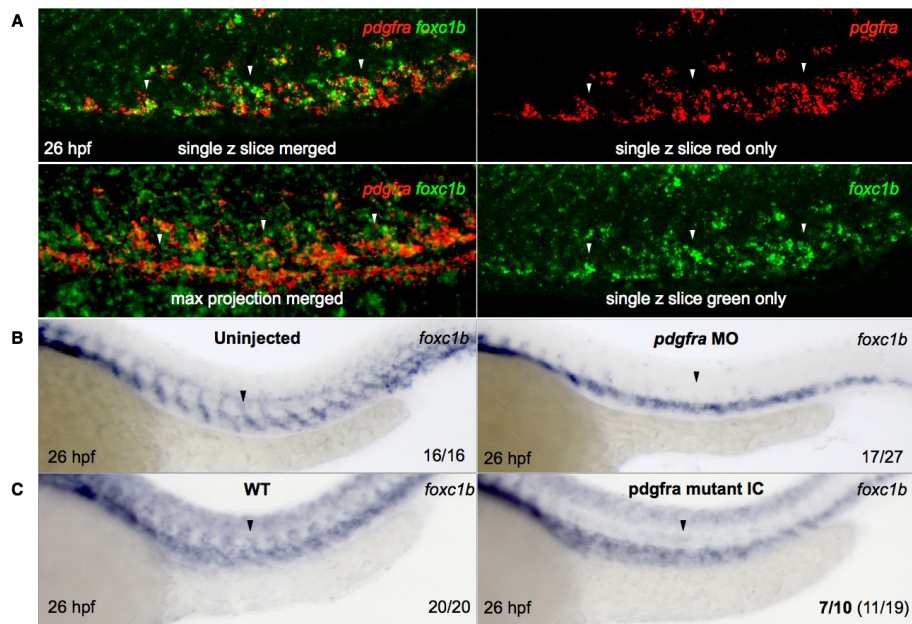 A
pdgfra foxc1b
26 hpf
single z slice merged
pdgfra
single z slice red only
pdgfra foxc1b
max projection merged
foxc1b
single z slice green only
B
Uninjected
foxc1b
26 hpf
16/16
pdgfra MO
foxc1b
26 hpf
17/27
C
WT
foxc1b
26 hpf
20/20
pdgfra mutant IC
foxc1b
26 hpf
7/10 (11/19)